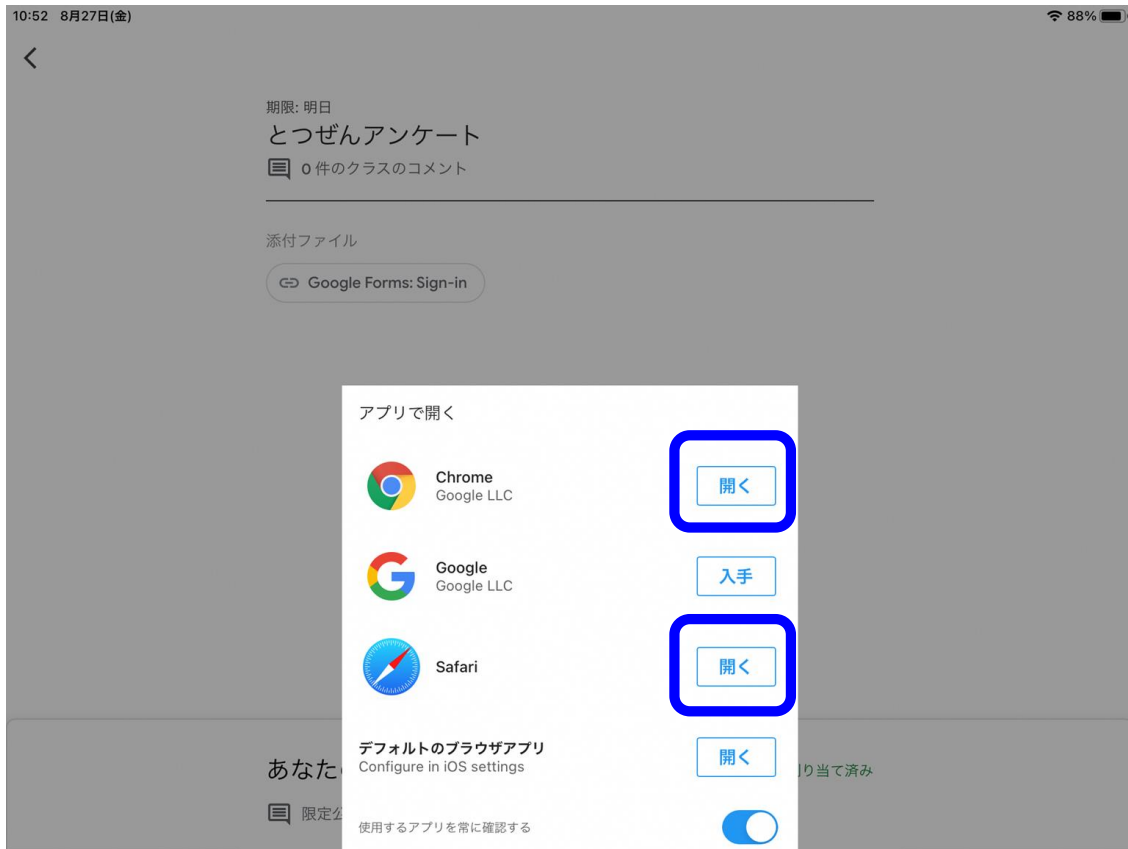 10:52 8月27日(金)
88%
期限: 明日
とつぜんアンケート
0 件のクラスのコメント
添付ファイル
Google Forms: Sign-in
アプリで開く
Chrome
Google LLC
開く
Google
Google LLC
入手
Safari
開く
デフォルトのブラウザアプリ
Configure in iOS settings
開く
あなた
り当て済み
限定
使用するアプリを常に確認する